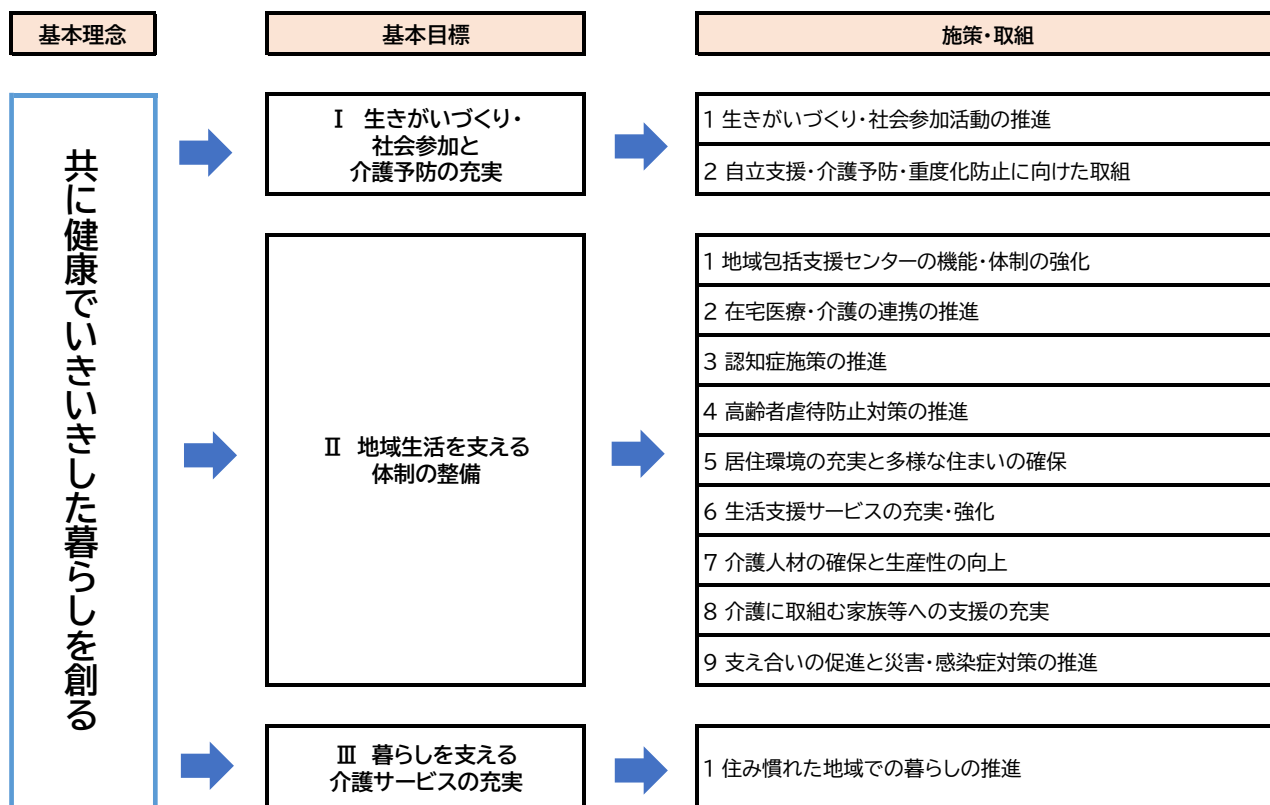 基本理念
基本目標
施策・取組
共に健康でいきいきした暮らしを創る
Ⅰ 生きがいづくり・
社会参加と
介護予防の充実
1 生きがいづくり・社会参加活動の推進
2 自立支援・介護予防・重度化防止に向けた取組
Ⅱ 地域生活を支える
体制の整備
1 地域包括支援センターの機能・体制の強化
2 在宅医療・介護の連携の推進
3 認知症施策の推進
4 高齢者虐待防止対策の推進
5 居住環境の充実と多様な住まいの確保
6 生活支援サービスの充実・強化
7 介護人材の確保と生産性の向上
8 介護に取組む家族等への支援の充実
9 支え合いの促進と災害・感染症対策の推進
Ⅲ 暮らしを支える
介護サービスの充実
1 住み慣れた地域での暮らしの推進